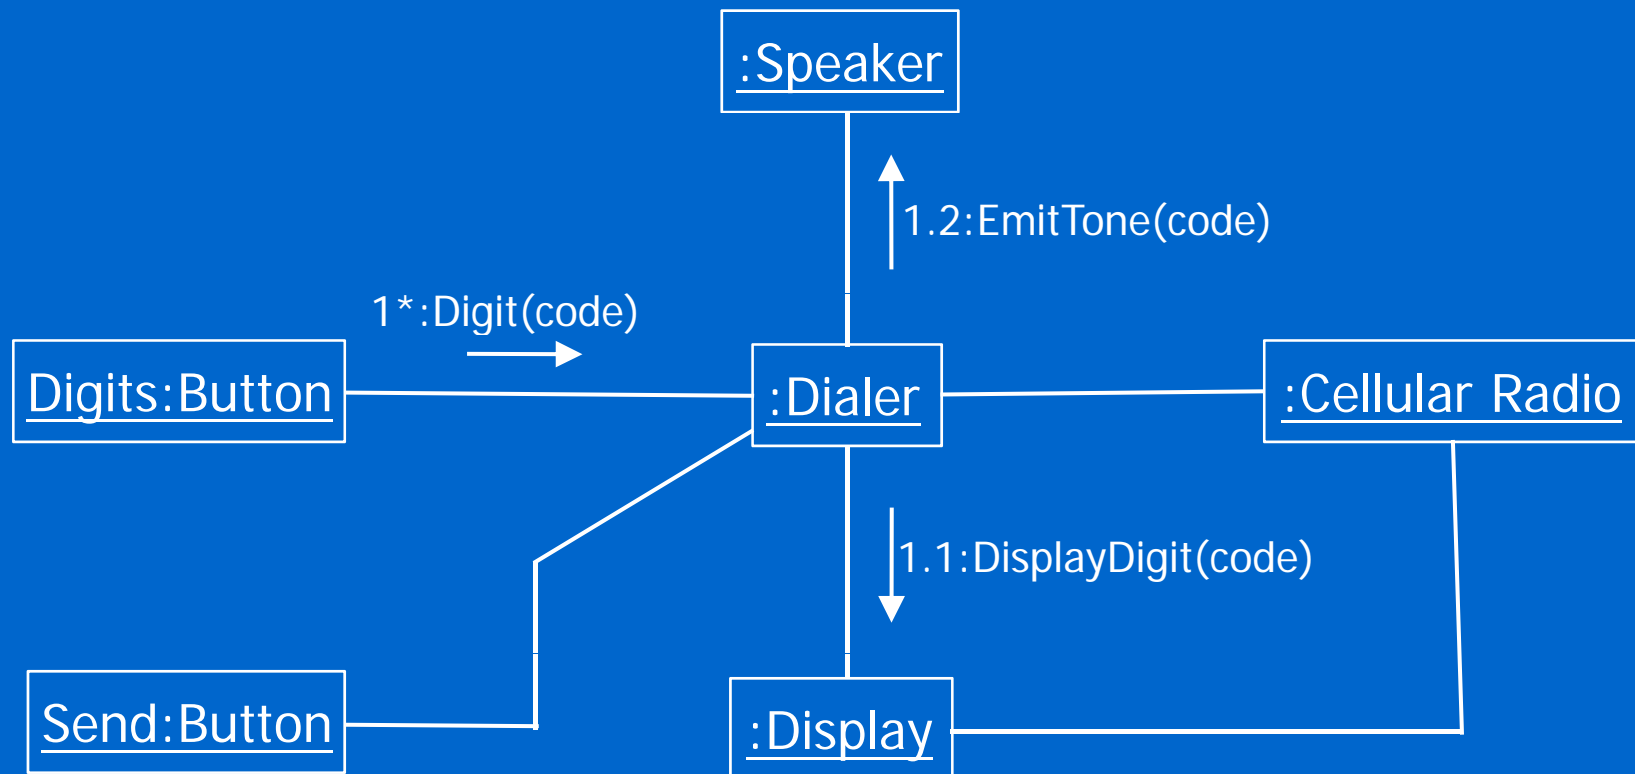 :Speaker
1.2:EmitTone(code)
1*:Digit(code)
Digits:Button
:Dialer
:Cellular Radio
1.1:DisplayDigit(code)
Send:Button
:Display